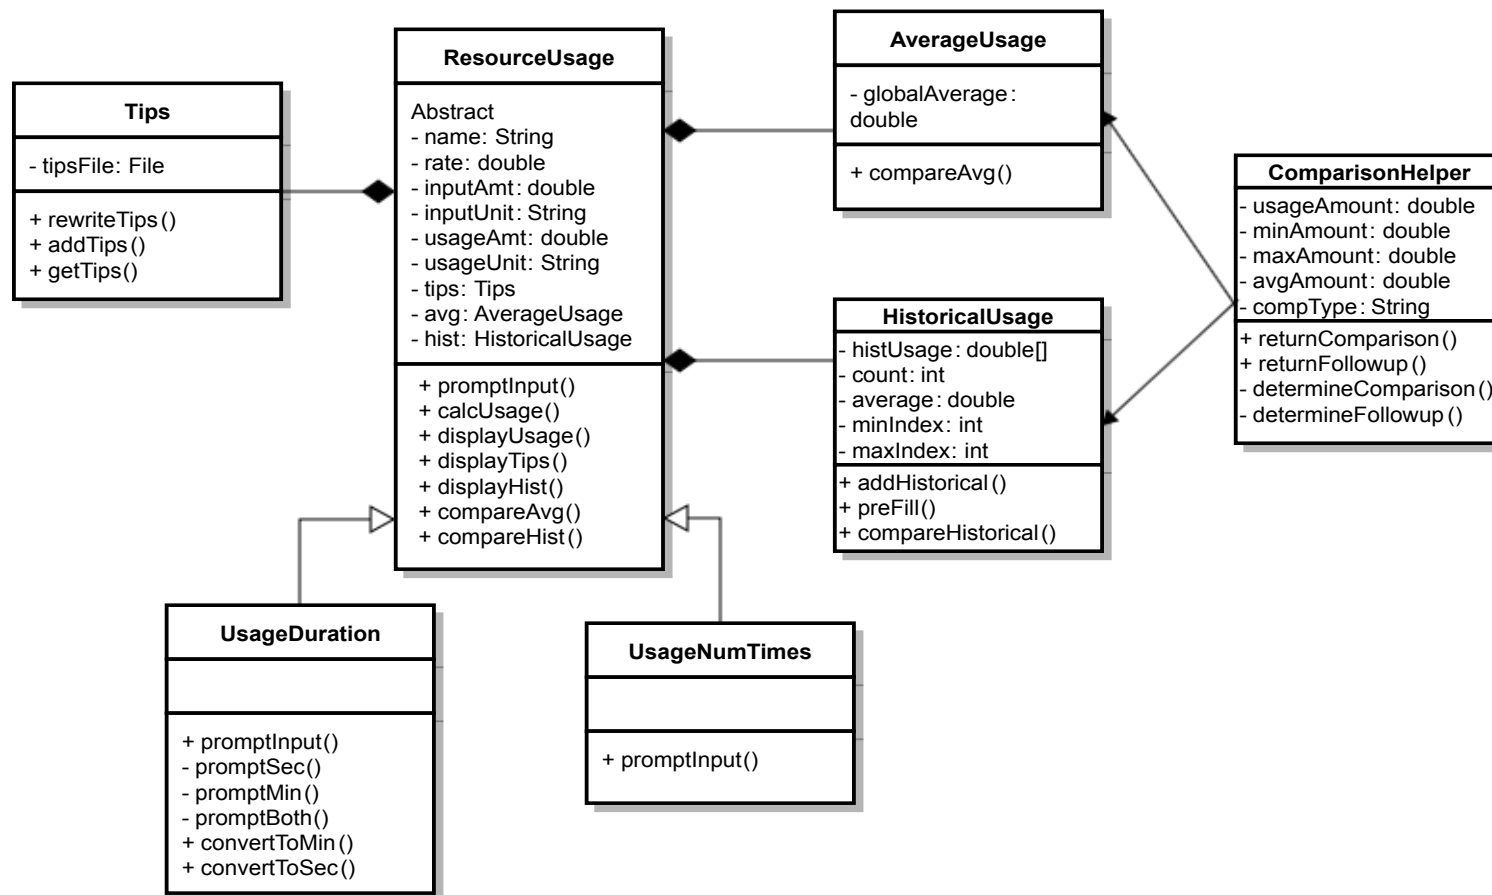 Tips
- tipsFile: File
+ rewriteTips()
+ addTips()
+ getTips()
ResourceUsage
Abstract
- name: String
- rate: double
- inputAmt: double
- inputUnit: String
- usageAmt: double
- usageUnit: String
- tips: Tips
- avg: AverageUsage
- hist: HistoricalUsage
+ promptInput()
+ calcUsage()
+ displayUsage()
+ displayTips()
+ displayHist()
+ compareAvg()
+ compareHist()
AverageUsage
- globalAverage:
double
+ compareAvg()
HistoricalUsage
- histUsage: double[]
- count: int
- average: double
- minIndex: int
- maxIndex: int
+ addHistorical()
+ preFill()
+ compareHistorical()
ComparisonHelper
- usageAmount: double
- minAmount: double
- maxAmount: double
- avgAmount: double
- compType: String
+ returnComparison()
+ returnFollowup()
- determineComparison()
- determineFollowup()
UsageDuration
+ promptInput()
- promptSec()
- promptMin()
- promptBoth()
+ convertToMin()
+ convertToSec()
UsageNumTimes
+ promptInput()